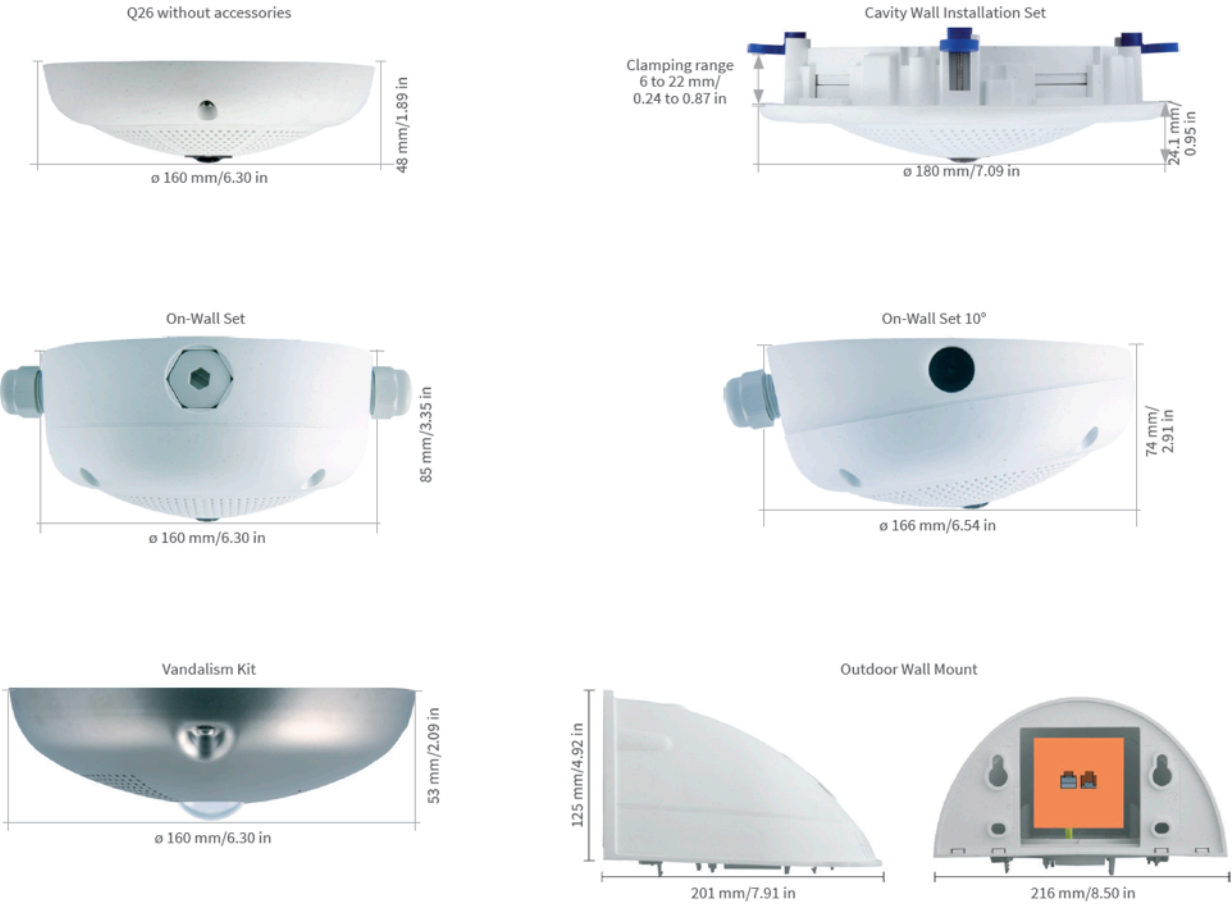 Q26 without accessories
48 mm/1.89 in
ø 160 mm/6.30 in
Cavity Wall Installation Set
Clamping range
6 to 22 mm/
0.24 to 0.87 in
24.1 mm/
0.95 in
ø 180 mm/7.09 in
On-Wall Set
85 mm/3.35 in
ø 160 mm/6.30 in
On-Wall Set 10°
74 mm/
2.91 in
ø 166 mm/6.54 in
Vandalism Kit
53 mm/2.09 in
ø 160 mm/6.30 in
Outdoor Wall Mount
125 mm/4.92 in
201 mm/7.91 in
216 mm/8.50 in